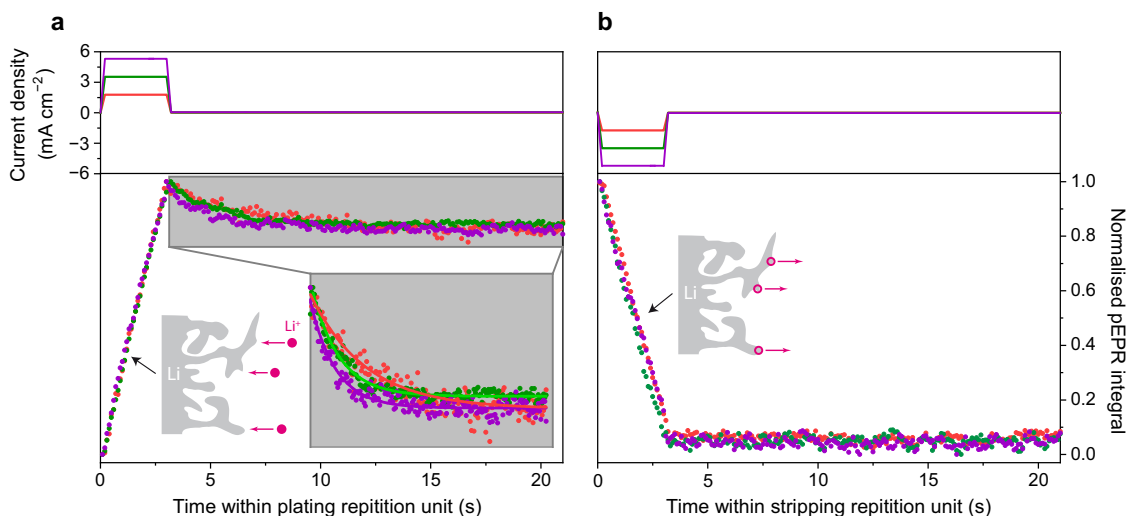 a
b
Current density
(mA cm⁻²)
6
3
0
−3
−6
Li
Li⁺
0
5
10
15
20
Time within plating repitition unit (s)
Li
1.0
0.8
0.6
0.4
0.2
0.0
Normalised pEPR integral
0
5
10
15
20
Time within stripping repitition unit (s)